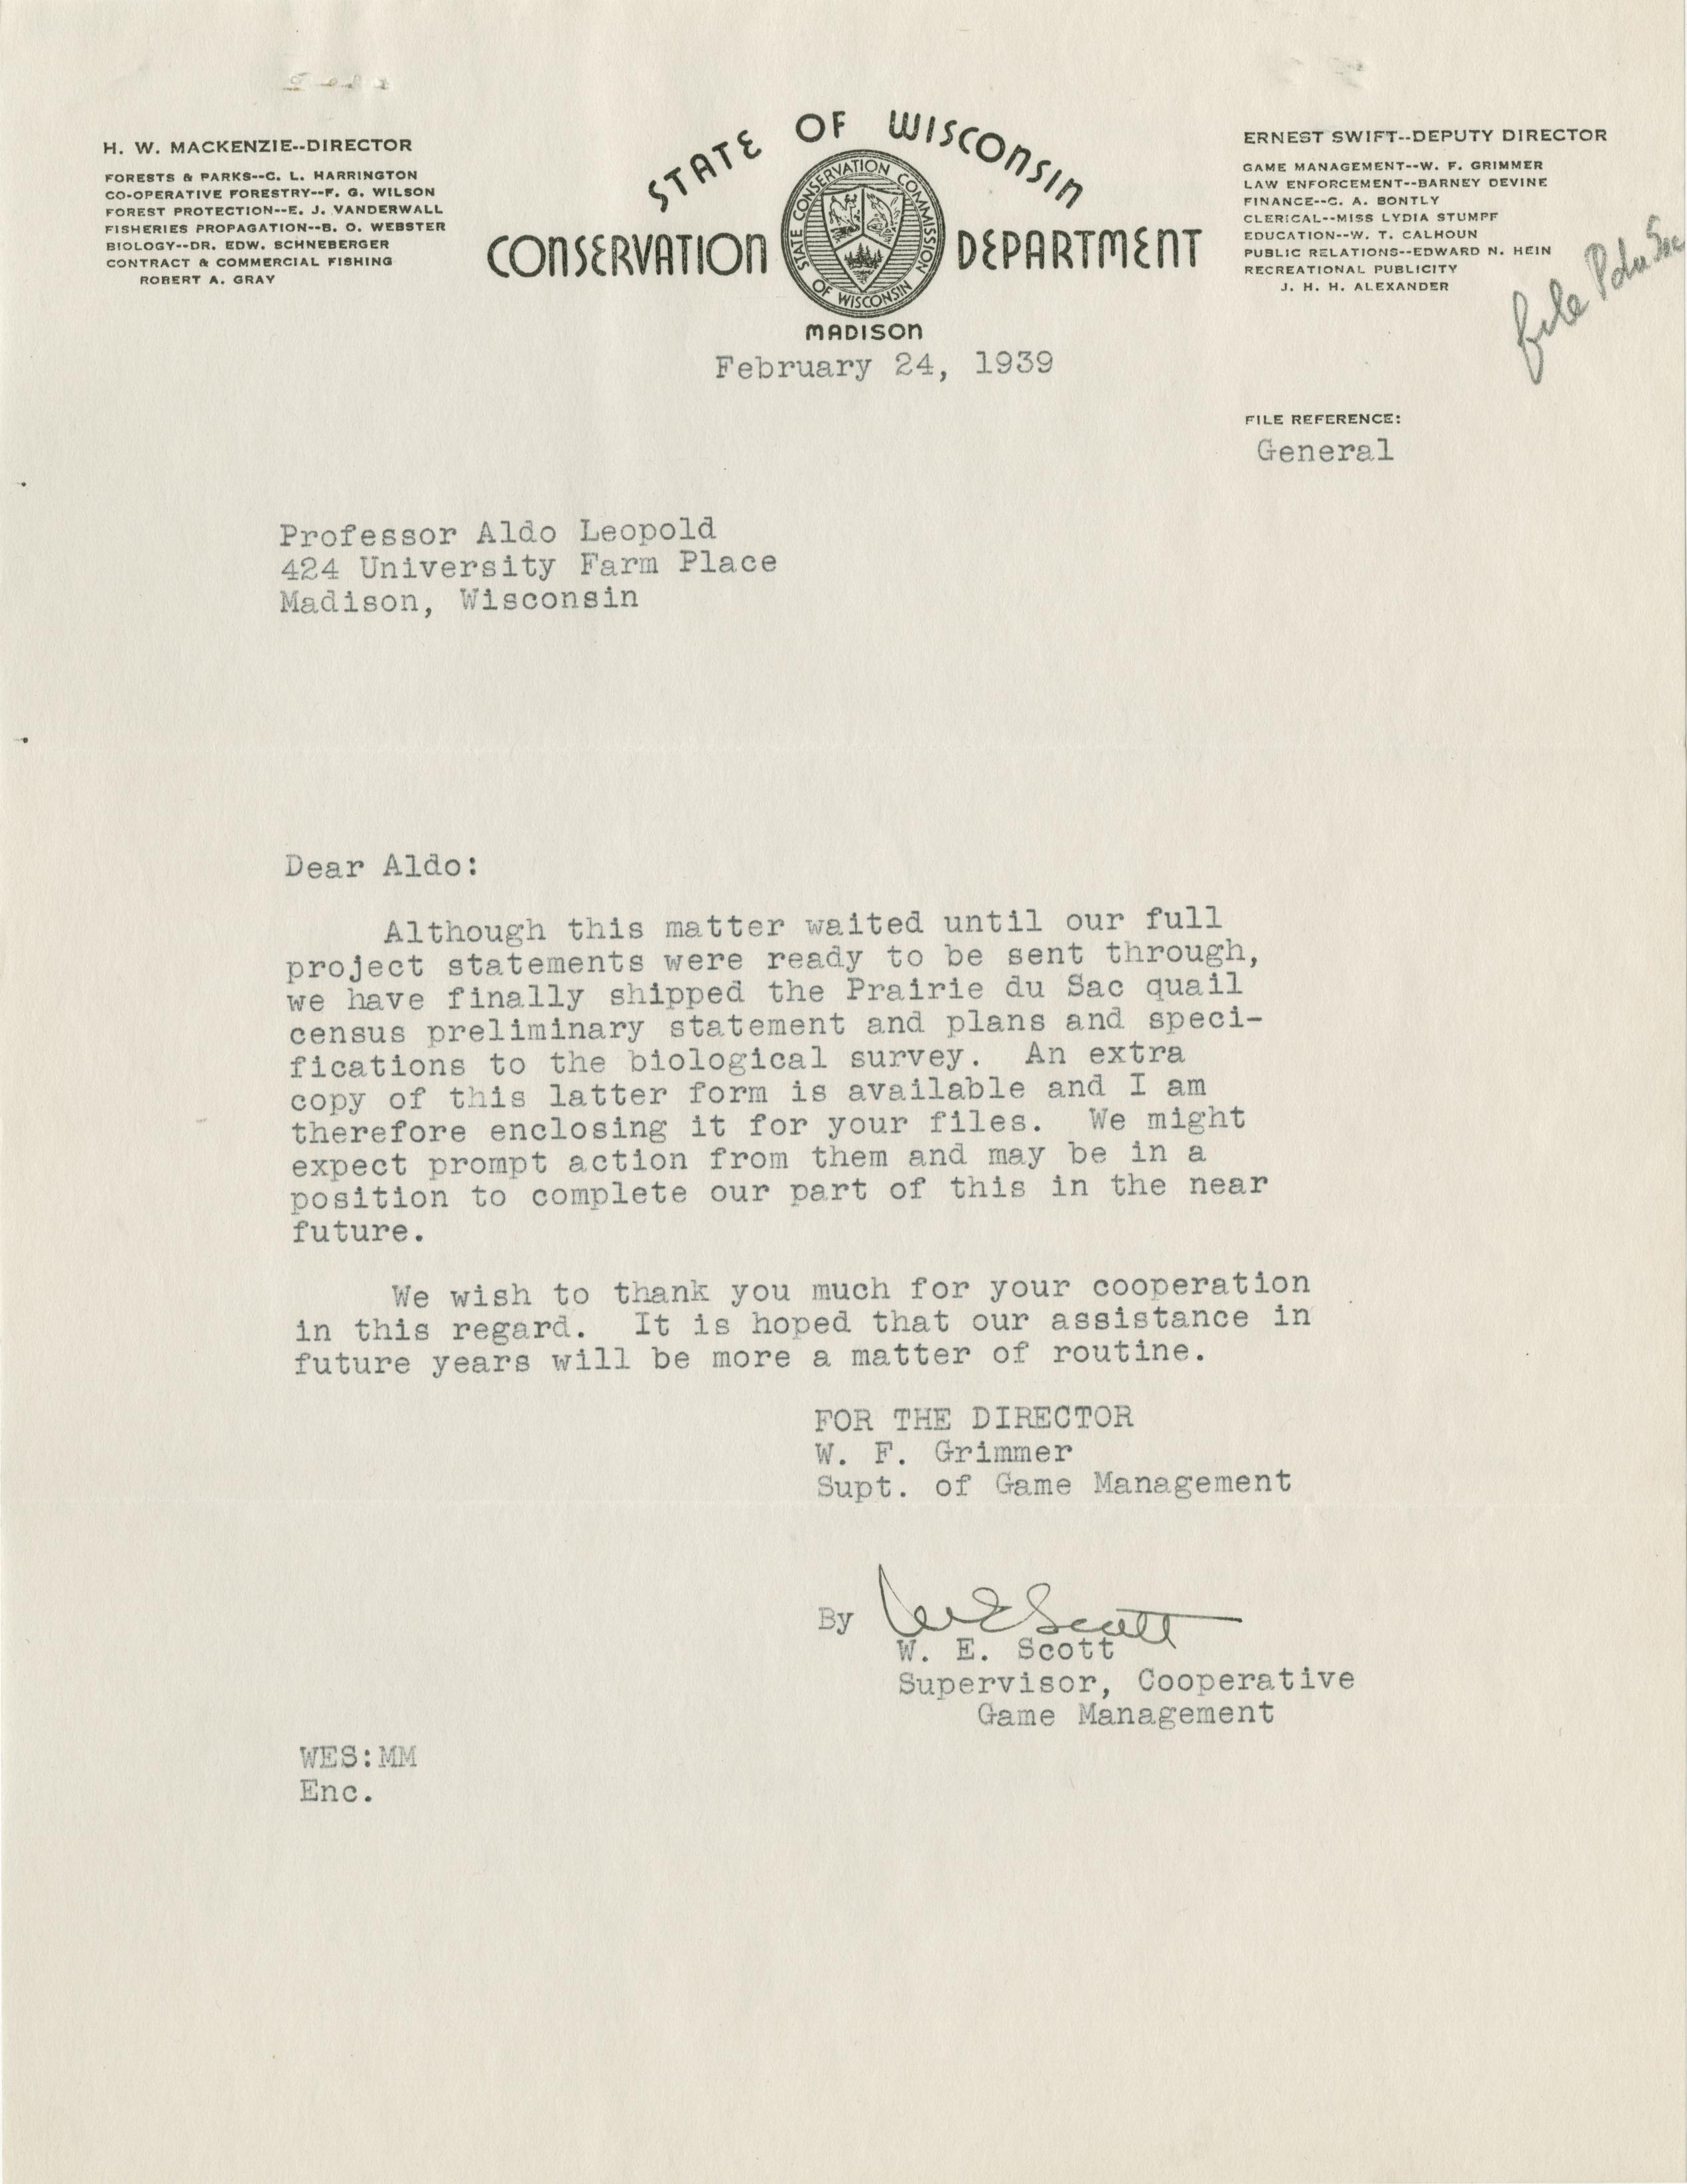 H. W. MACKENZIE--DIRECTOR
FORESTS & PARKS--C. L. HARRINGTON
CO-OPERATIVE FORESTRY--F. G. WILSON
FOREST PROTECTION--E. J. VANDERWALL
FISHERIES PROPAGATION--B. O. WEBSTER
BIOLOGY--DR. EDW. SCHNEBERGER
CONTRACT & COMMERCIAL FISHING
ROBERT A. GRAY
STATE OF WISCONSIN
CONSERVATION DEPARTMENT
STATE CONSERVATION COMMISSION
OF WISCONSIN
MADISON
ERNEST SWIFT--DEPUTY DIRECTOR
GAME MANAGEMENT--W. F. GRIMMER
LAW ENFORCEMENT--BARNEY DEVINE
FINANCE--C. A. BONTLY
CLERICAL--MISS LYDIA STUMPF
EDUCATION--W. T. CALHOUN
PUBLIC RELATIONS--EDWARD N. HEIN
RECREATIONAL PUBLICITY
J. H. H. ALEXANDER
file P du Sac
February 24, 1939
FILE REFERENCE:
General
Professor Aldo Leopold
424 University Farm Place
Madison, Wisconsin
Dear Aldo:
Although this matter waited until our full
project statements were ready to be sent through,
we have finally shipped the Prairie du Sac quail
census preliminary statement and plans and speci-
fications to the biological survey. An extra
copy of this latter form is available and I am
therefore enclosing it for your files. We might
expect prompt action from them and may be in a
position to complete our part of this in the near
future.
We wish to thank you much for your cooperation
in this regard. It is hoped that our assistance in
future years will be more a matter of routine.
FOR THE DIRECTOR
W. F. Grimmer
Supt. of Game Management
By W E Scott
W. E. Scott
Supervisor, Cooperative
Game Management
WES:MM
Enc.